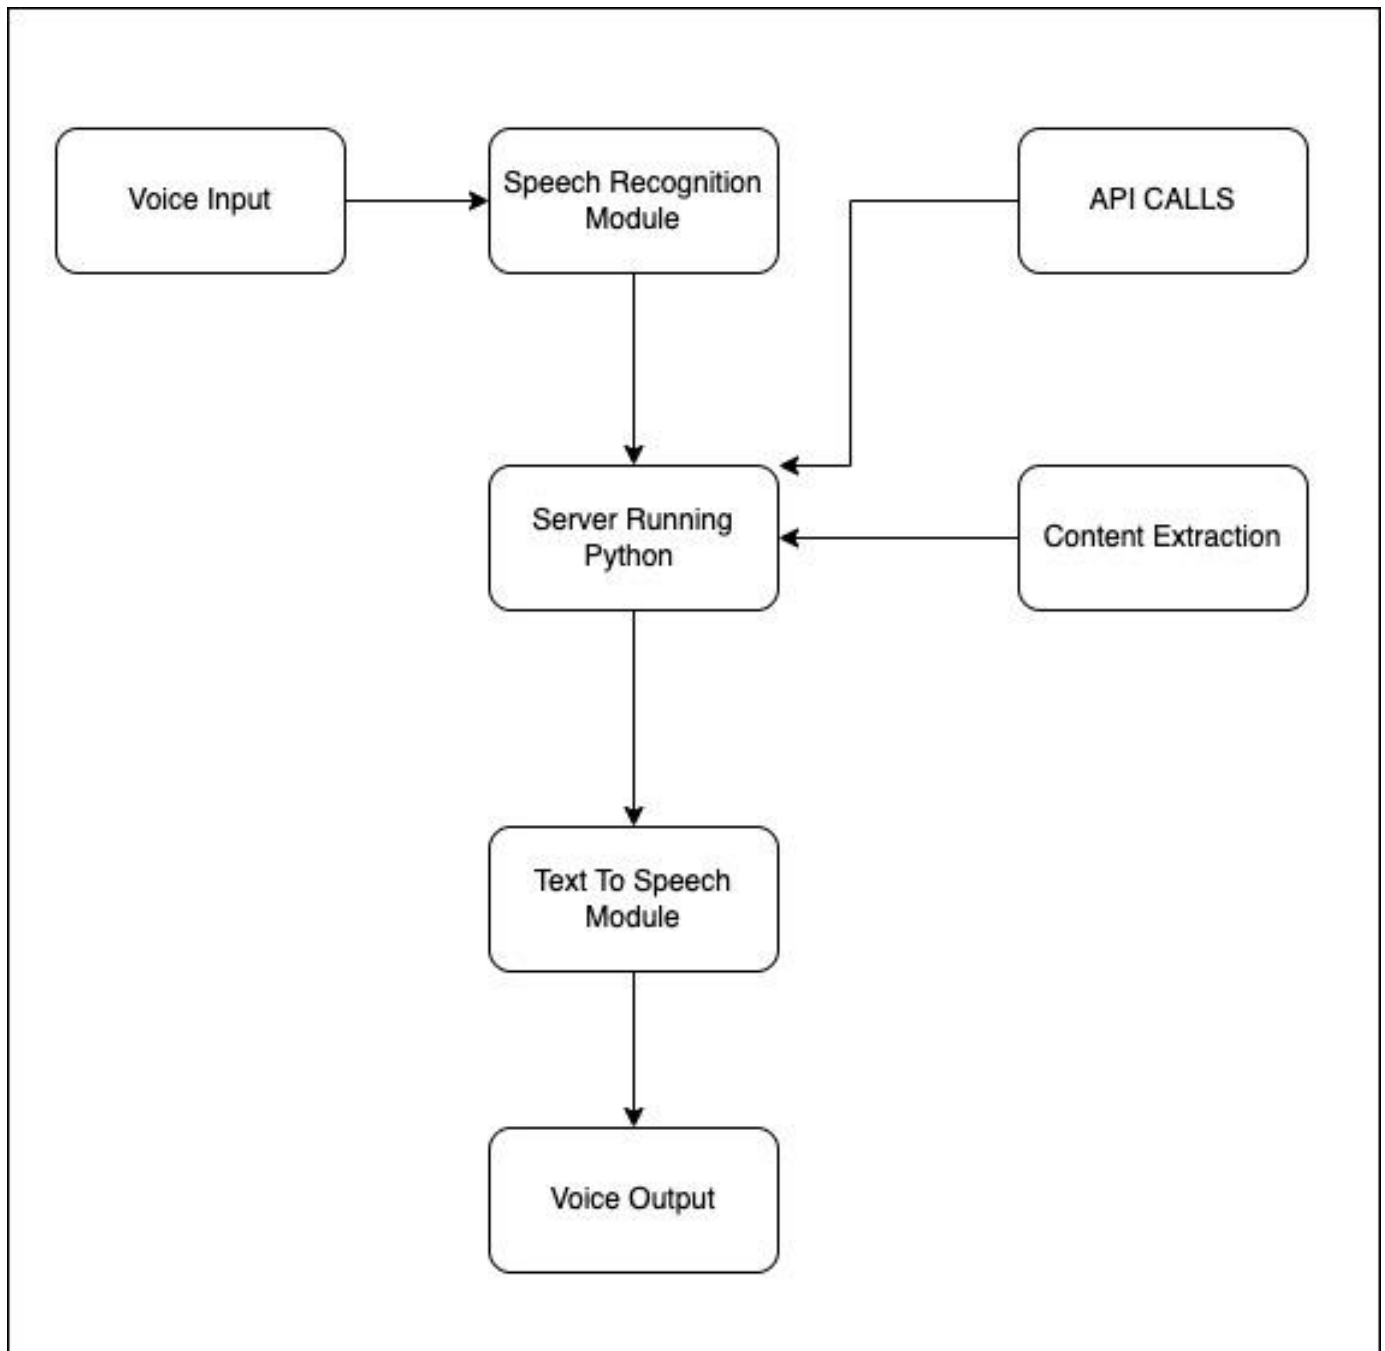 Voice Input
Speech Recognition
Module
API CALLS
Server Running
Python
Content Extraction
Text To Speech
Module
Voice Output